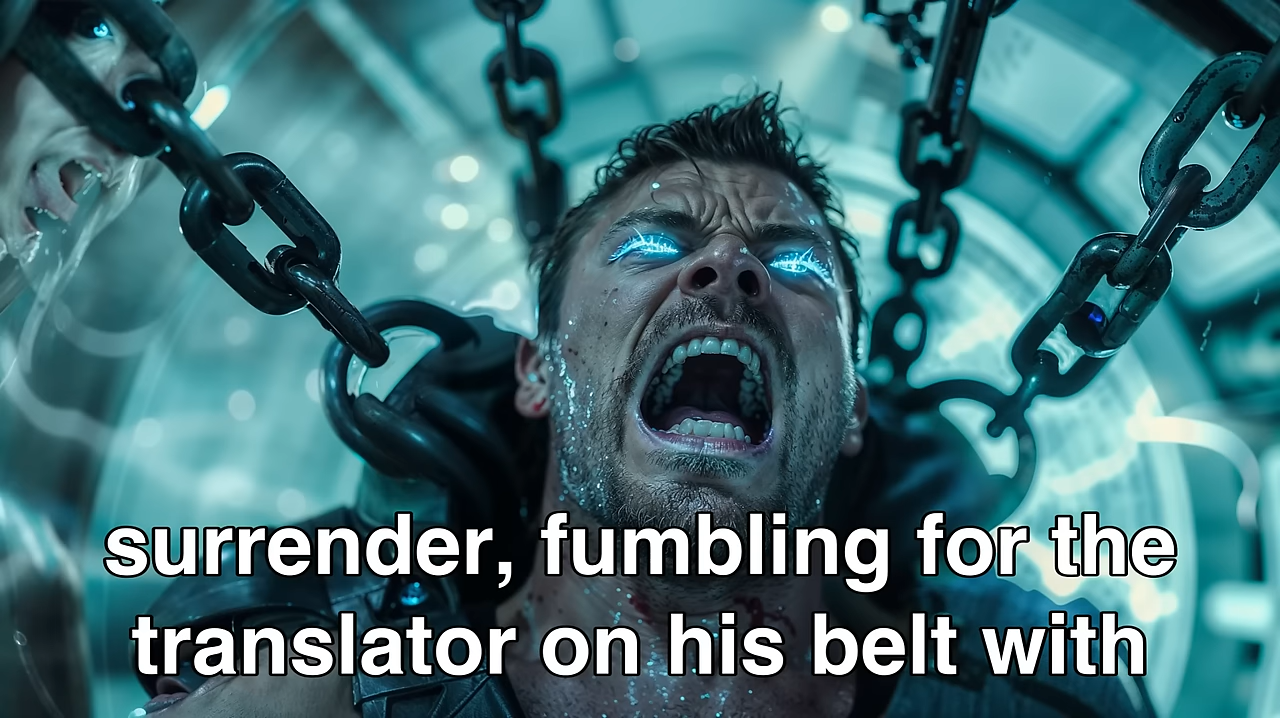 surrender, fumbling for the
translator on his belt with